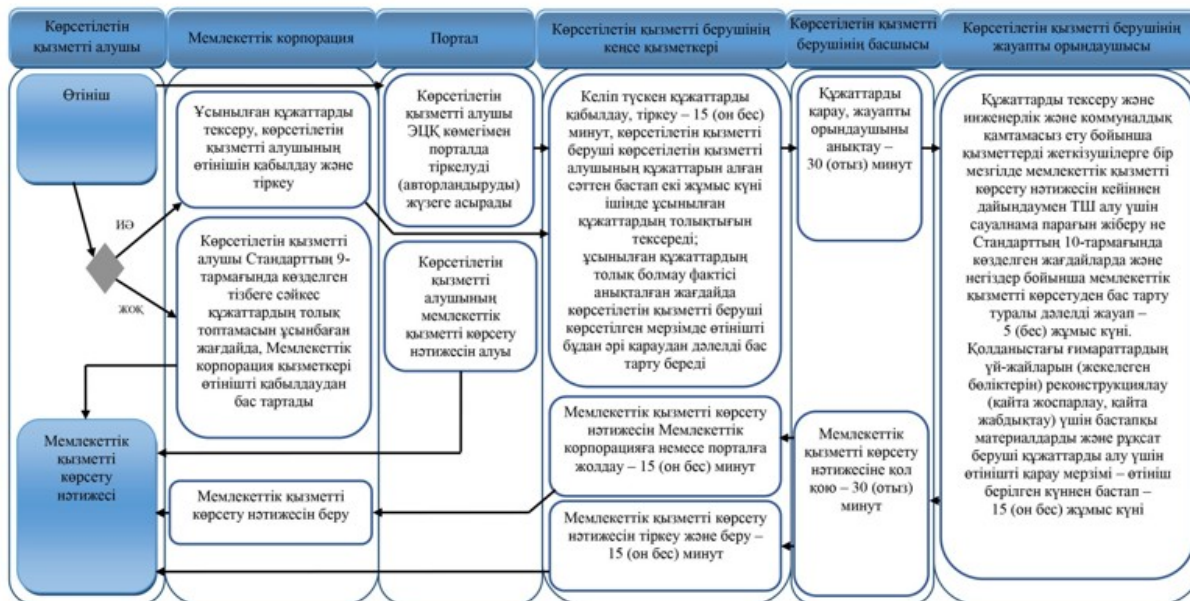 Көрсетілетін
қызметті алушы
Мемлекеттік корпорация
Портал
Көрсетілетін қызметті берушінің
кеңсе қызметкері
Көрсетілетін қызметті
берушінің басшысы
Көрсетілетін қызметті берушінің
жауапты орындаушысы
Өтініш
ИӘ
ЖОҚ
Мемлекеттік
қызметті
көрсету
нәтижесі
Ұсынылған құжаттарды
тексеру, көрсетілетін
қызметті алушының
өтінішін қабылдау және
тіркеу
Көрсетілетін қызметті
алушы Стандарттың 9-
тармағында көзделген
тізбеге сәйкес
құжаттардың толық
топтамасын ұсынбаған
жағдайда, Мемлекеттік
корпорация қызметкері
өтінішті қабылдаудан
бас тартады
Мемлекеттік қызметті
көрсету нәтижесін беру
Көрсетілетін
қызметті алушы
ЭЦҚ көмегімен
порталда
тіркелуді
(авторландыруды)
жүзеге асырады
Көрсетілетін
қызметті
алушының
мемлекеттік
қызметті көрсету
нәтижесін алуы
Келіп түскен құжаттарды
қабылдау, тіркеу – 15 (он бес)
минут, көрсетілетін қызметті
беруші көрсетілетін қызметті
алушының құжаттарын алған
сәттен бастап екі жұмыс күні
ішінде ұсынылған
құжаттардың толықтығын
тексереді;
ұсынылған құжаттардың
толық болмау фактісі
анықталған жағдайда
көрсетілетін қызметті беруші
көрсетілген мерзімде өтінішті
бұдан әрі қараудан дәлелді бас
тарту береді
Мемлекеттік қызметті көрсету
нәтижесін Мемлекеттік
корпорацияға немесе порталға
жолдау – 15 (он бес) минут
Мемлекеттік қызметті көрсету
нәтижесін тіркеу және беру –
15 (он бес) минут
Құжаттарды
қарау, жауапты
орындаушыны
анықтау –
30 (отыз) минут
Мемлекеттік
қызметті көрсету
нәтижесіне қол
қою – 30 (отыз)
минут
Құжаттарды тексеру және
инженерлік және коммуналдық
қамтамасыз ету бойынша
қызметтерді жеткізушілерге бір
мезгілде мемлекеттік қызметті
көрсету нәтижесін кейіннен
дайындаумен ТШ алу үшін
сауалнама парағын жіберу не
Стандарттың 10-тармағында
көзделген жағдайларда және
негіздер бойынша мемлекеттік
қызметті көрсетуден бас тарту
туралы дәлелді жауап –
5 (бес) жұмыс күні.
Қолданыстағы ғимараттардың
үй-жайларын (жекелеген
бөліктерін) реконструкциялау
(қайта жоспарлау, қайта
жабдықтау) үшін бастапқы
материалдарды және рұқсат
беруші құжаттарды алу үшін
өтінішті қарау мерзімі – өтініш
берілген күннен бастап –
15 (он бес) жұмыс күні